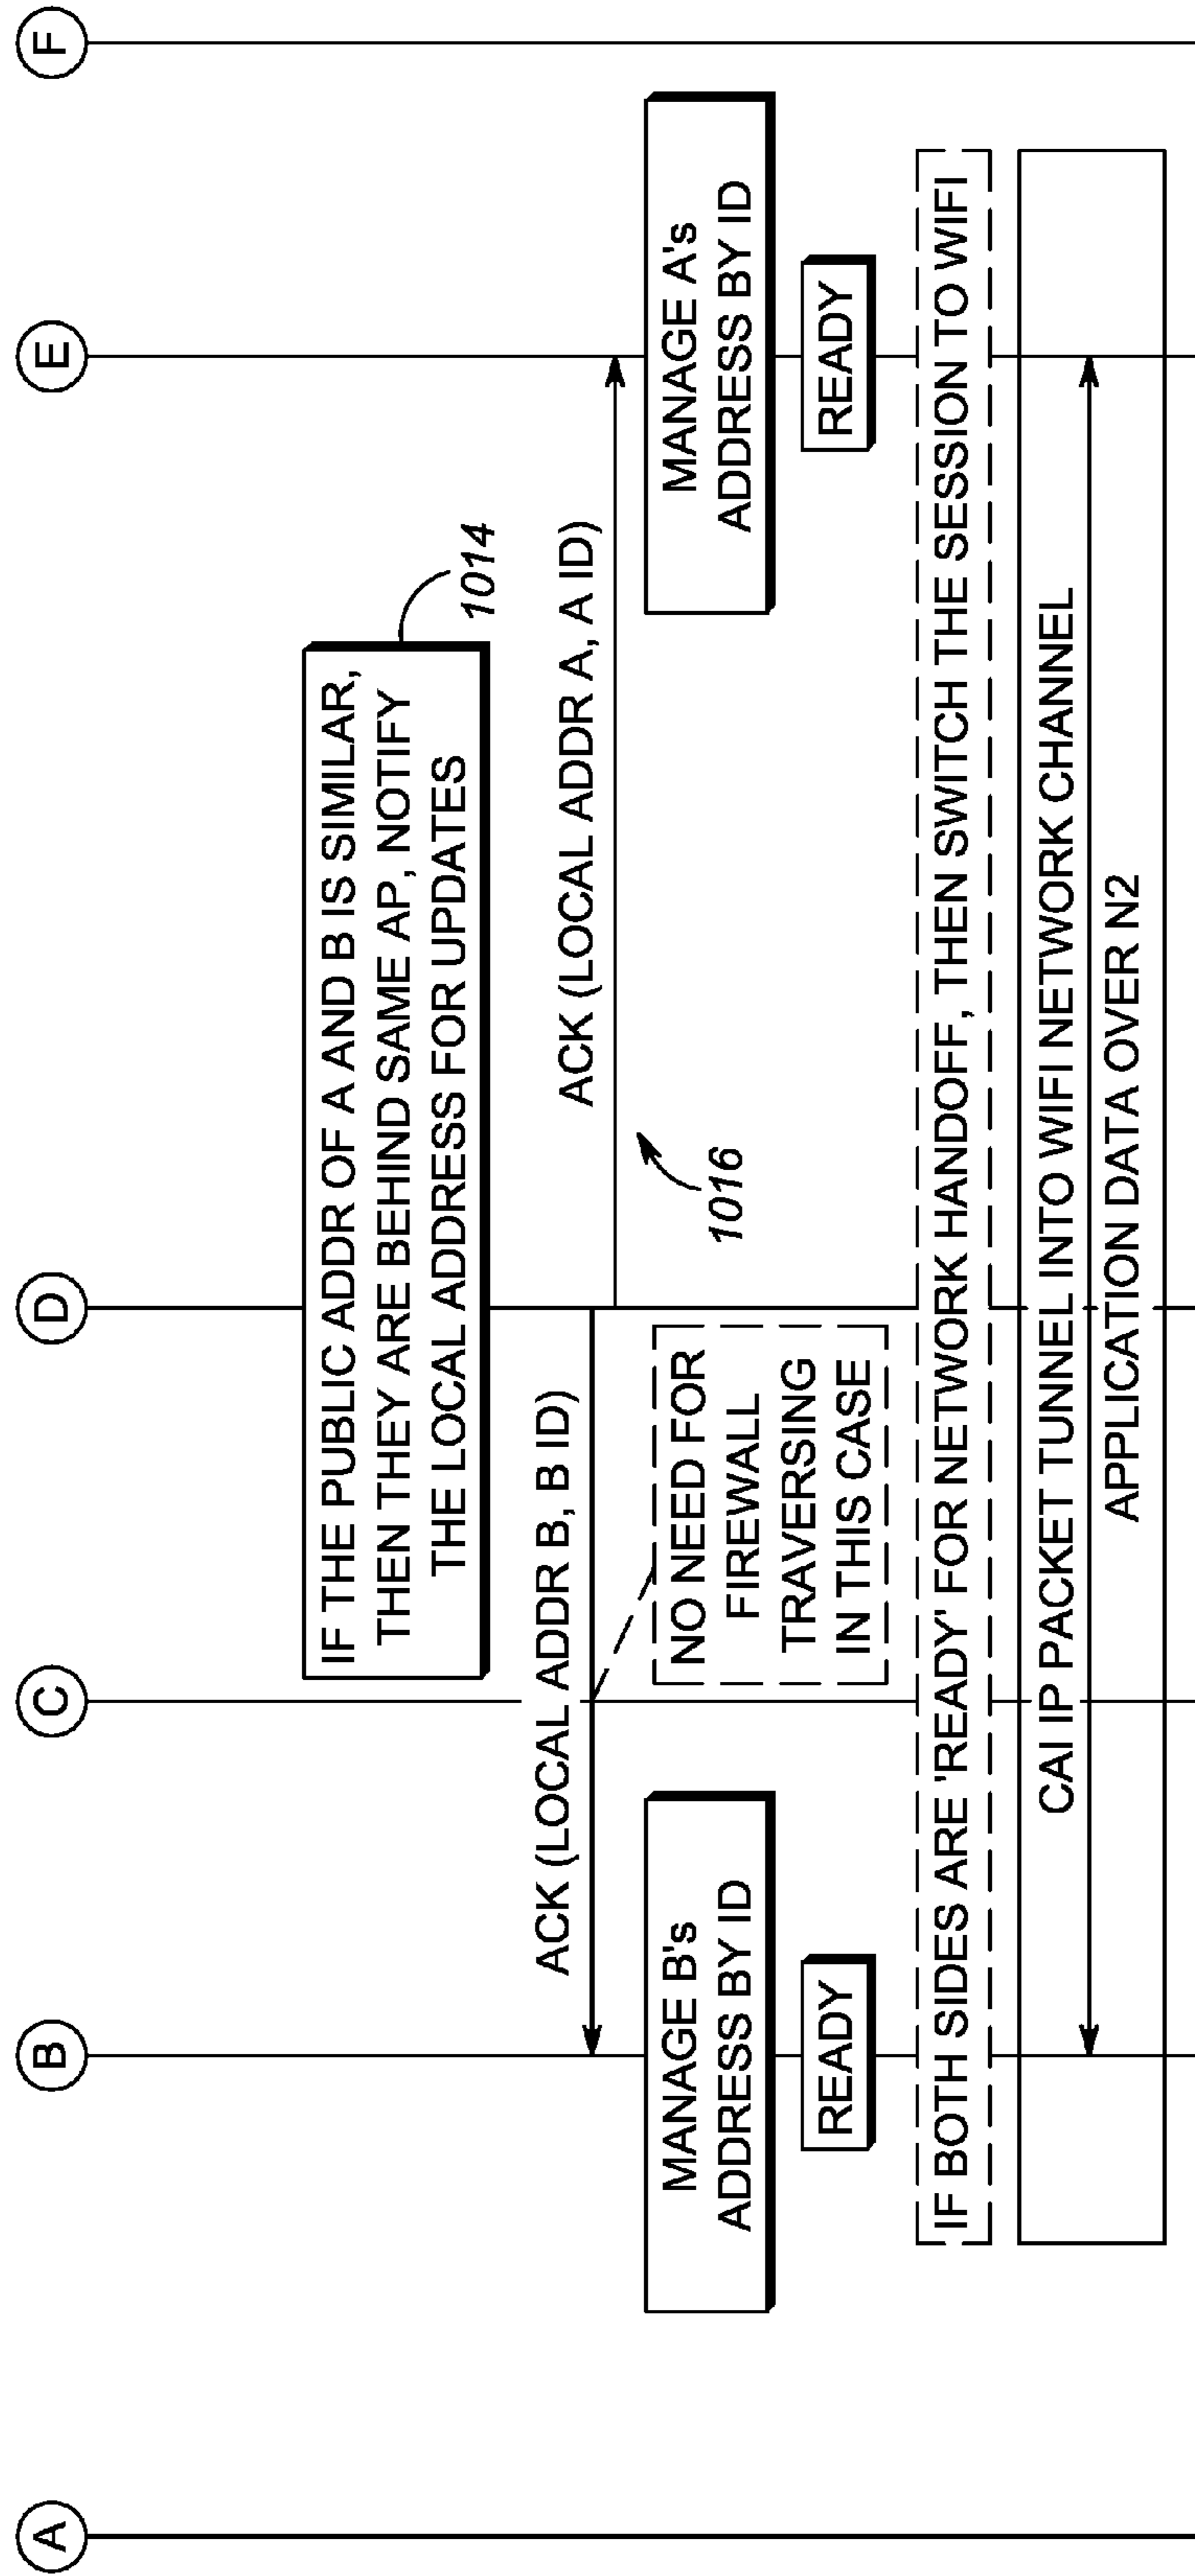 A
B
C
D
E
F
IF THE PUBLIC ADDR OF A AND B IS SIMILAR,
THEN THEY ARE BEHIND SAME AP, NOTIFY
THE LOCAL ADDRESS FOR UPDATES
1014
ACK (LOCAL ADDR B, B ID)
ACK (LOCAL ADDR A, A ID)
1016
MANAGE B's
ADDRESS BY ID
NO NEED FOR
FIREWALL
TRAVERSING
IN THIS CASE
MANAGE A's
ADDRESS BY ID
READY
READY
IF BOTH SIDES ARE 'READY' FOR NETWORK HANDOFF, THEN SWITCH THE SESSION TO WIFI
CAI IP PACKET TUNNEL INTO WIFI NETWORK CHANNEL
APPLICATION DATA OVER N2